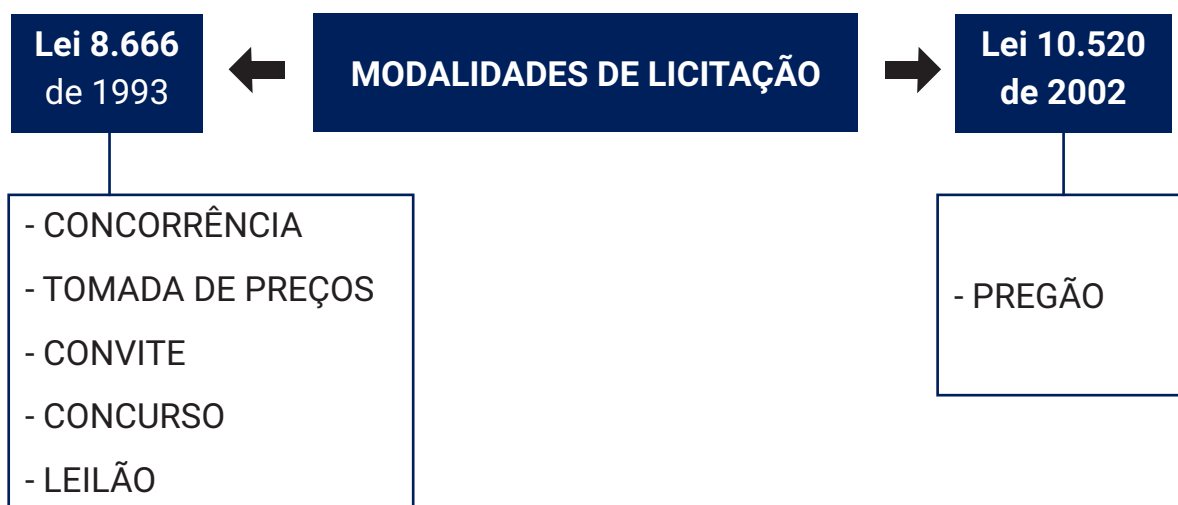 Lei 8.666
de 1993
MODALIDADES DE LICITAÇÃO
Lei 10.520
de 2002
- CONCORRÊNCIA
- TOMADA DE PREÇOS
- CONVITE
- CONCURSO
- LEILÃO
- PREGÃO